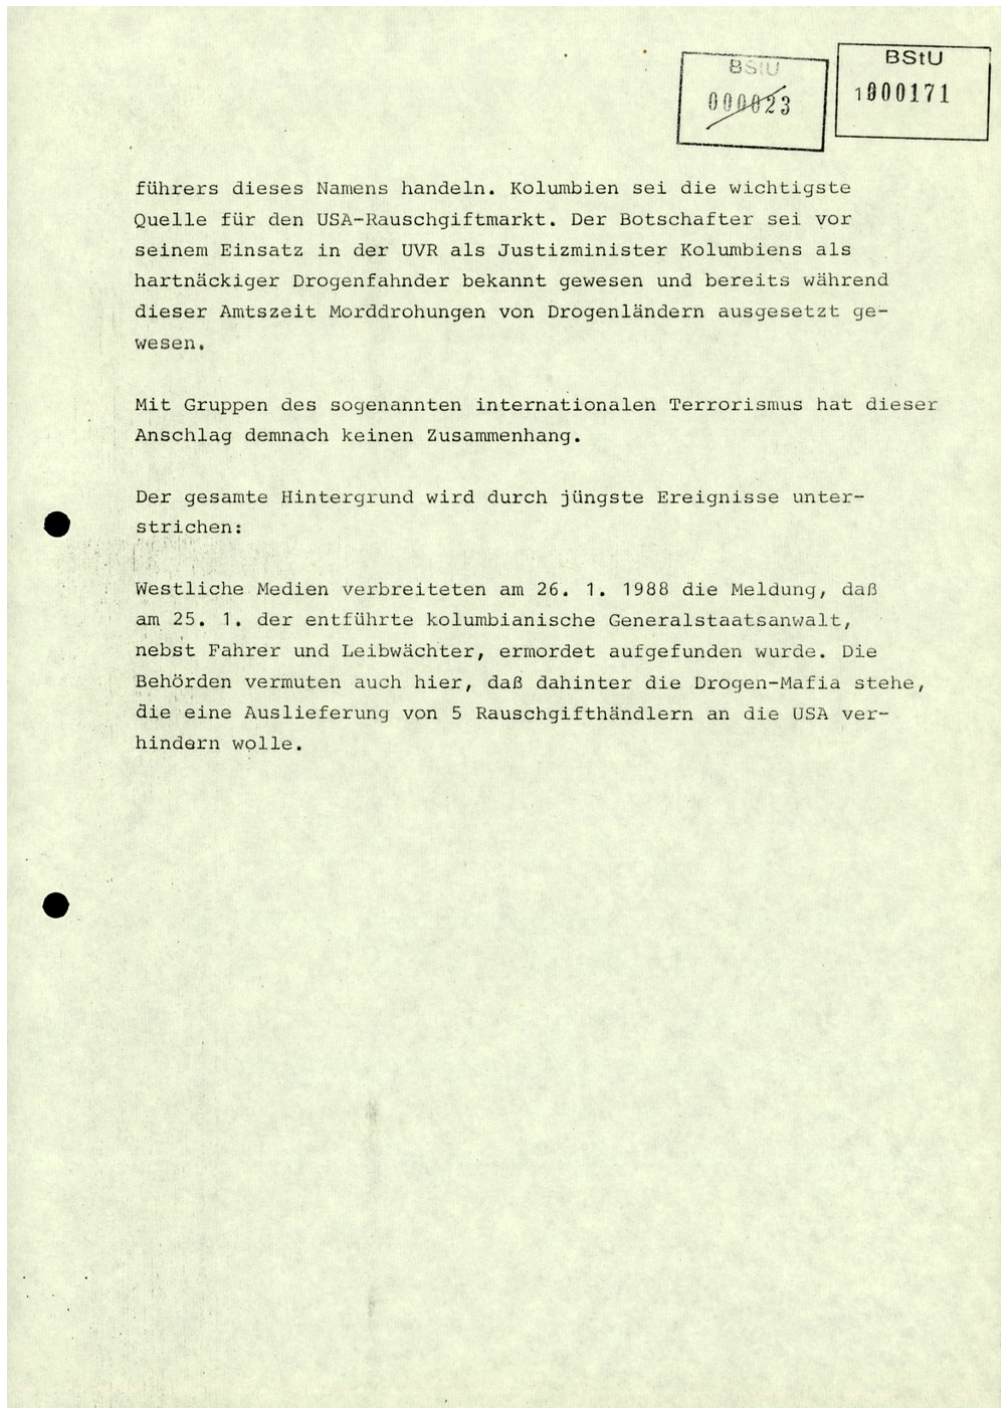 BStU
000023
BStU
1000171
führers dieses Namens handeln. Kolumbien sei die wichtigste
Quelle für den USA-Rauschgiftmarkt. Der Botschafter sei vor
seinem Einsatz in der UVR als Justizminister Kolumbiens als
hartnäckiger Drogenfahnder bekannt gewesen und bereits während
dieser Amtszeit Morddrohungen von Drogenländern ausgesetzt ge-
wesen.
Mit Gruppen des sogenannten internationalen Terrorismus hat dieser
Anschlag demnach keinen Zusammenhang.
Der gesamte Hintergrund wird durch jüngste Ereignisse unter-
strichen:
Westliche Medien verbreiteten am 26. 1. 1988 die Meldung, daß
am 25. 1. der entführte kolumbianische Generalstaatsanwalt,
nebst Fahrer und Leibwächter, ermordet aufgefunden wurde. Die
Behörden vermuten auch hier, daß dahinter die Drogen-Mafia stehe,
die eine Auslieferung von 5 Rauschgifthändlern an die USA ver-
hindern wolle.